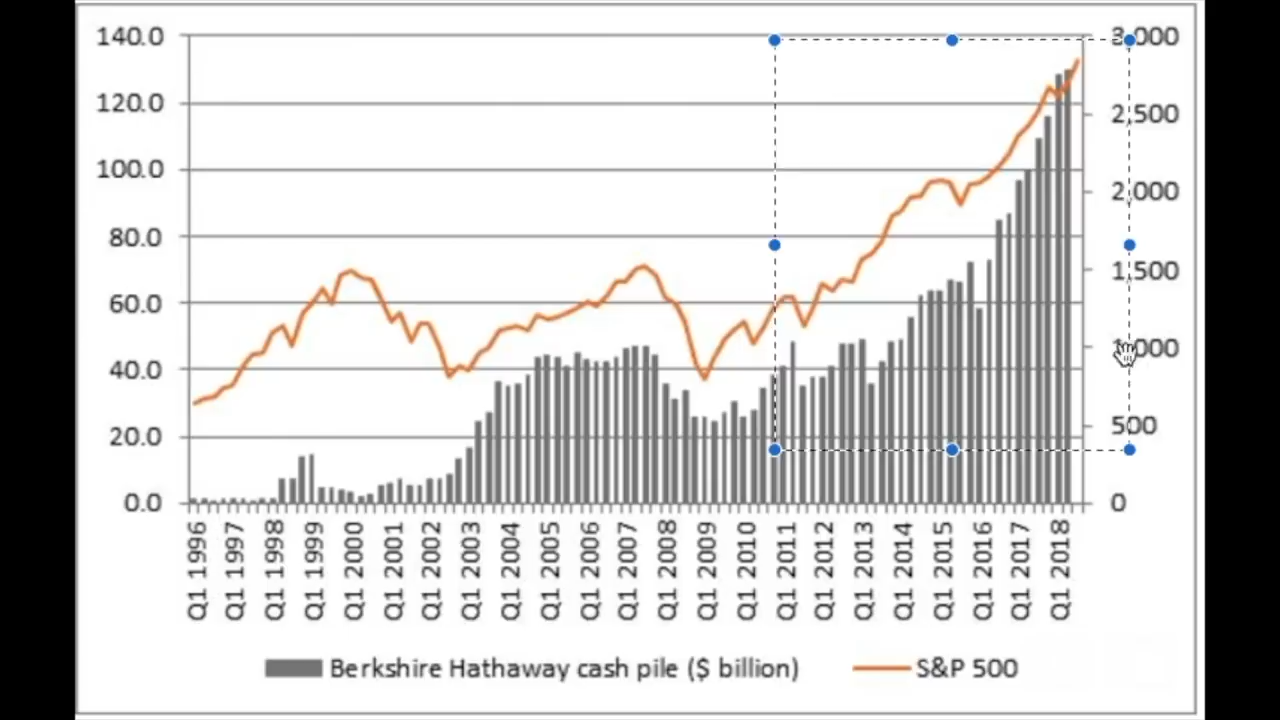 140.0
120.0
100.0
80.0
60.0
40.0
20.0
0.0
3,000
2,500
2,000
1,500
1,000
500
0
Q1 1996
Q1 1997
Q1 1998
Q1 1999
Q1 2000
Q1 2001
Q1 2002
Q1 2003
Q1 2004
Q1 2005
Q1 2006
Q1 2007
Q1 2008
Q1 2009
Q1 2010
Q1 2011
Q1 2012
Q1 2013
Q1 2014
Q1 2015
Q1 2016
Q1 2017
Q1 2018
Berkshire Hathaway cash pile ($ billion)
S&P 500